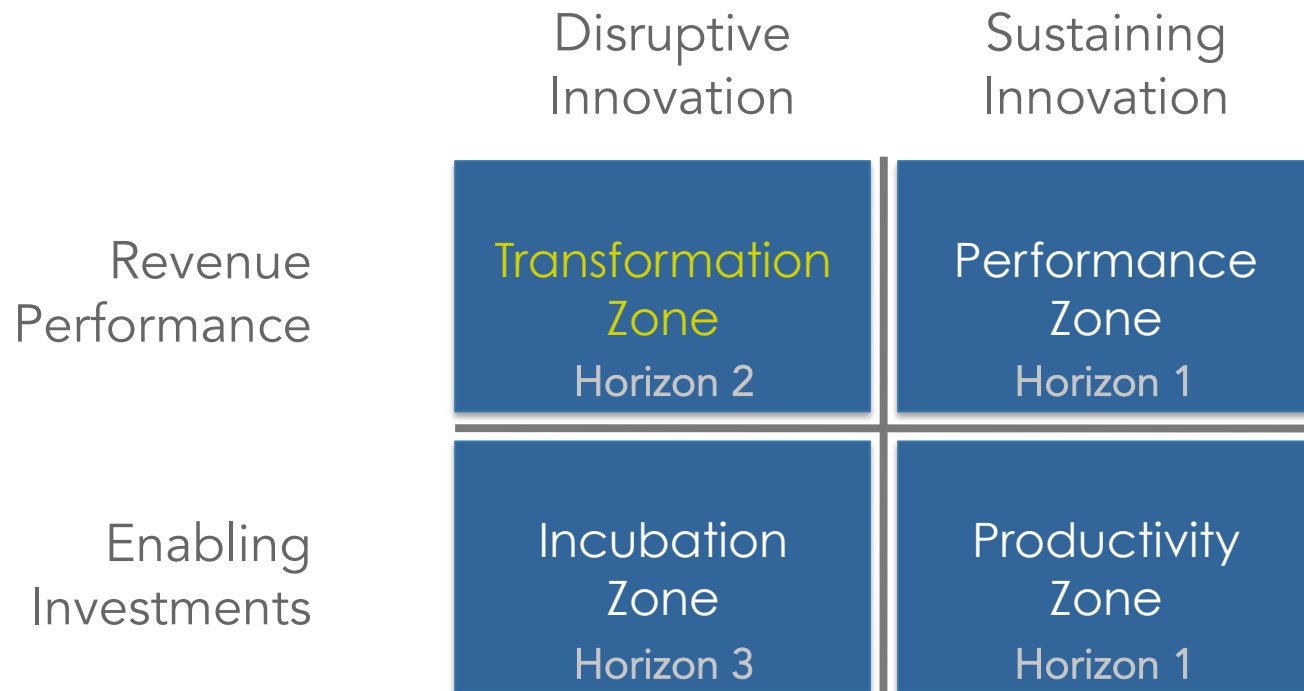 Disruptive
Innovation
Sustaining
Innovation
Revenue
Performance
Transformation
Zone
Horizon 2
Performance
Zone
Horizon 1
Enabling
Investments
Incubation
Zone
Horizon 3
Productivity
Zone
Horizon 1